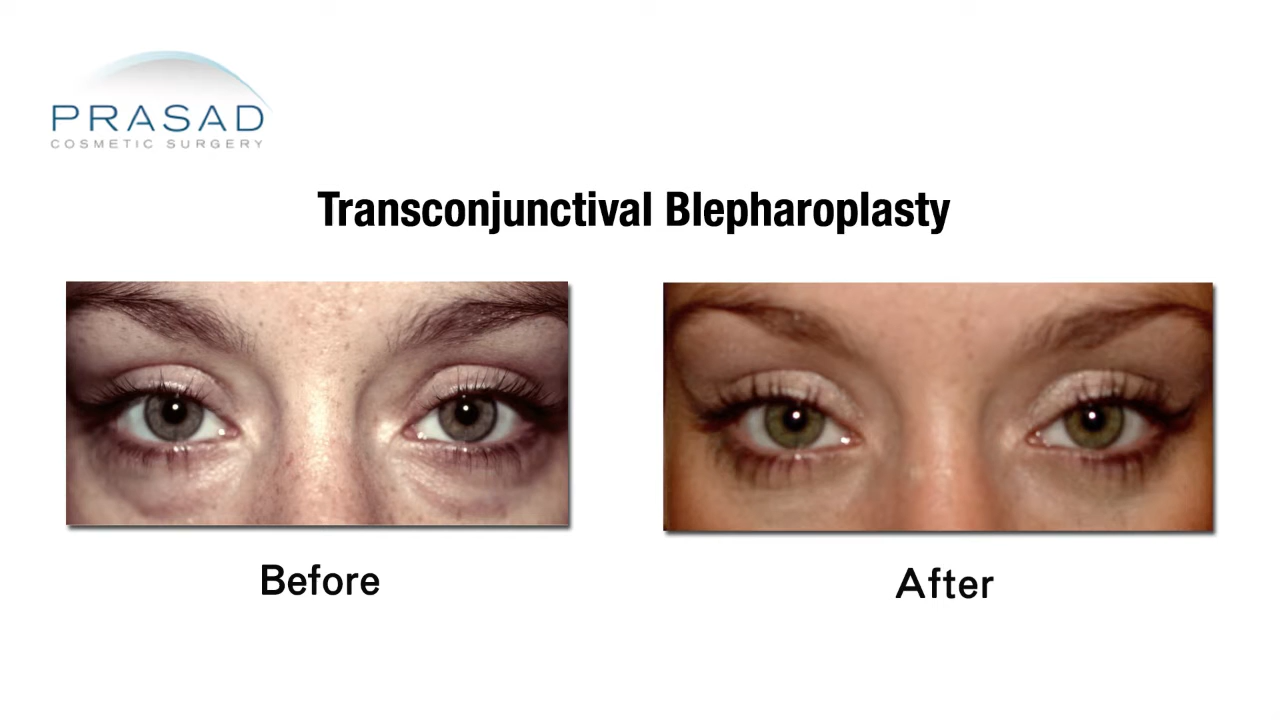 PRASAD
COSMETIC SURGERY
Transconjunctival Blepharoplasty
Before
After